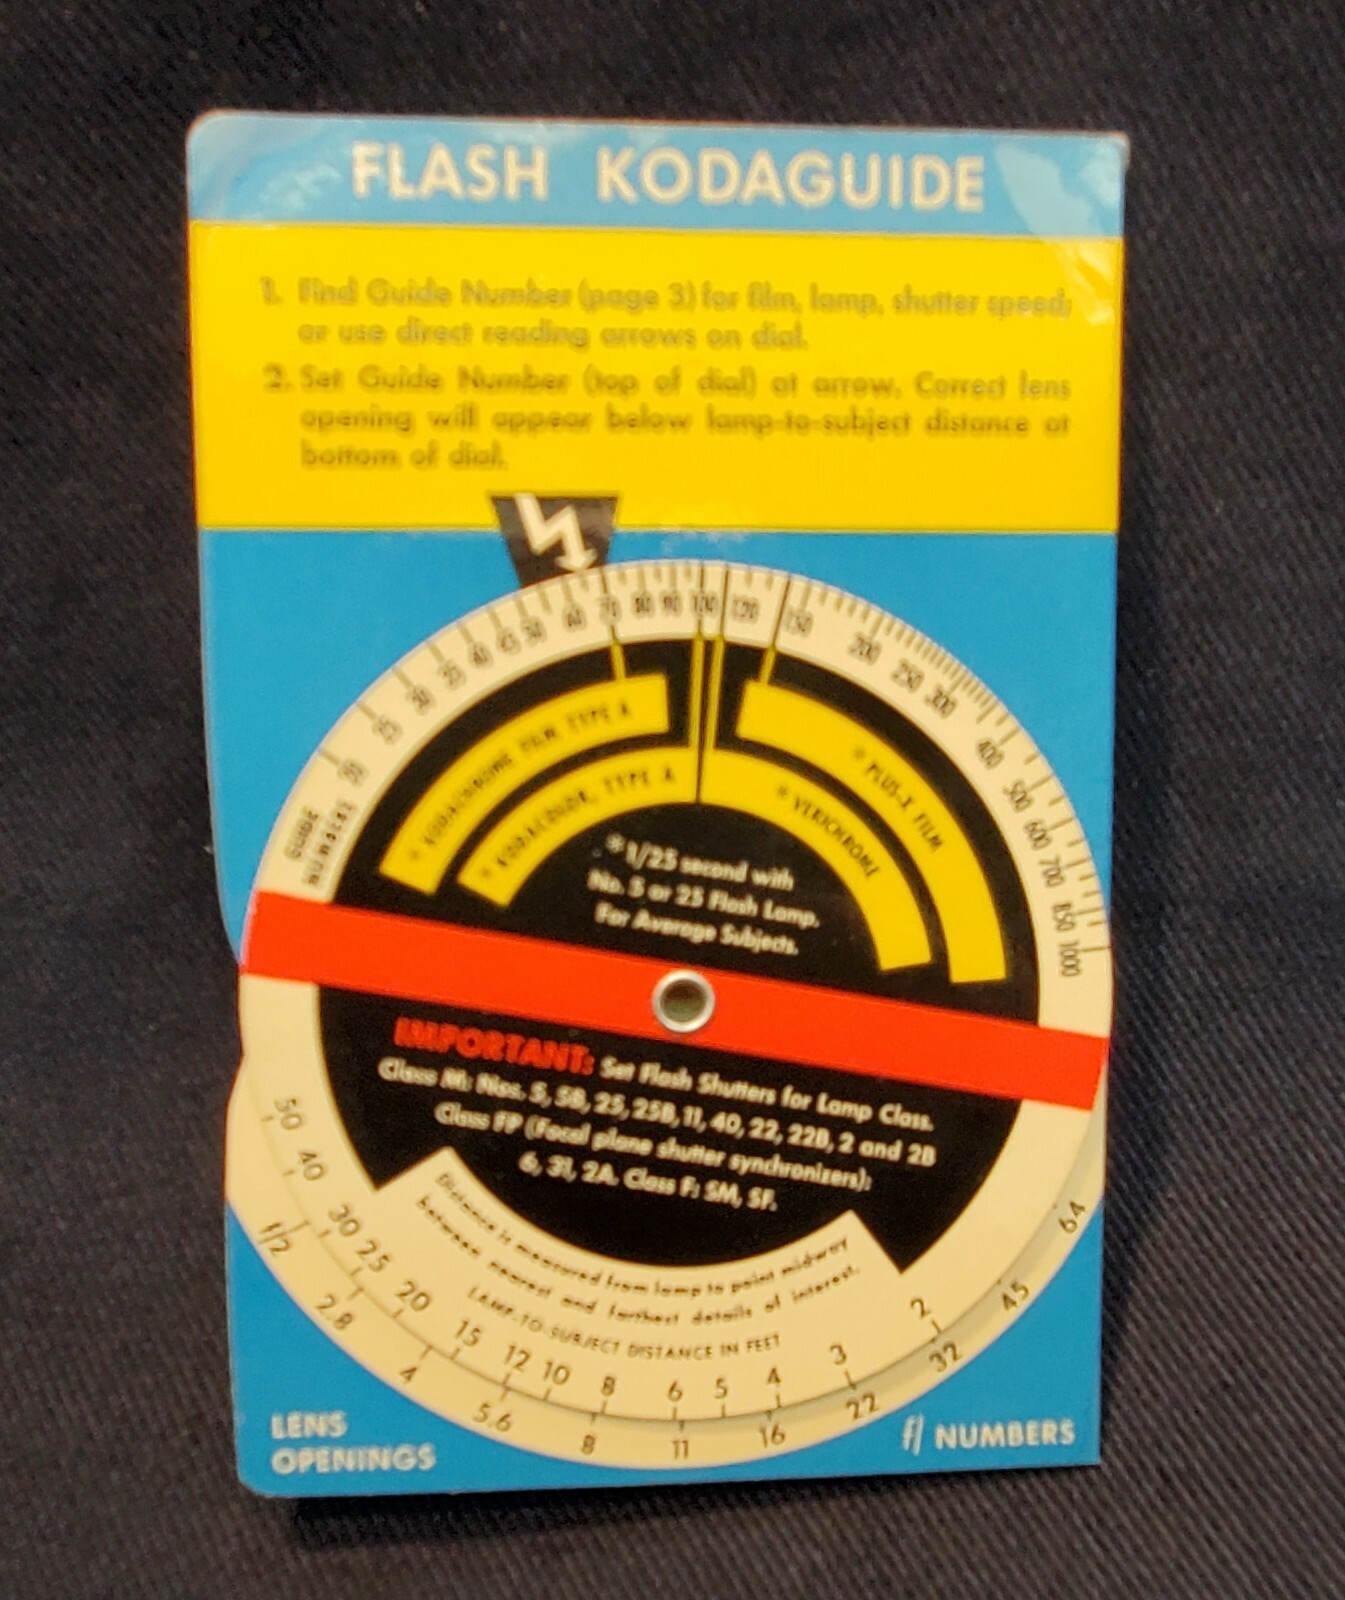 FLASH KODAGUIDE
1. Find Guide Number (page 3) for film, lamp, shutter speed;
or use direct reading arrows on dial.
2. Set Guide Number (top of dial) at arrow. Correct lens
opening will appear below lamp-to-subject distance at
bottom of dial.
GUIDE
NUMBERS
20 25 30 35 40 45 50 60 70 80 90 100 120 150 200 250 300 400 500 600 700 850 1000
* KODACHROME FILM, TYPE A
* KODACOLOR, TYPE A
* PLUS-X FILM
* VERICHROME
* 1/25 second with
No. 5 or 25 Flash Lamp.
For Average Subjects.
IMPORTANT: Set Flash Shutters for Lamp Class.
Class M: Nos. 5, 5B, 25, 25B, 11, 40, 22, 22B, 2 and 2B
Class FP (Focal plane shutter synchronizers):
6, 31, 2A. Class F: SM, SF.
Distance is measured from lamp to point midway
between nearest and farthest details of interest.
LAMP-TO-SUBJECT DISTANCE IN FEET
50 40 30 25 20 15 12 10 8 6 5 4 3 2
f/2 2.8 4 5.6 8 11 16 22 32 45 64
LENS
OPENINGS
f/ NUMBERS